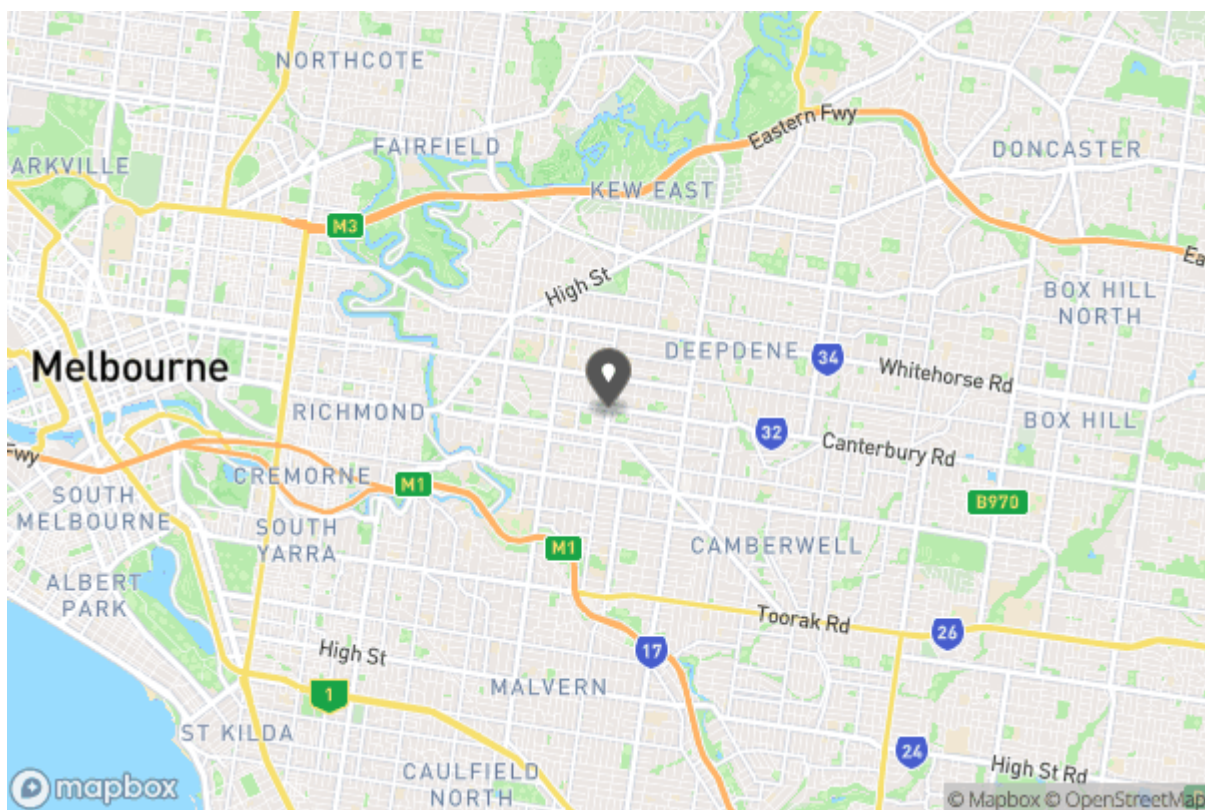 NORTHCOTE
FAIRFIELD
Eastern Fwy
DONCASTER
ARKVILLE
KEW EAST
M3
Ea
High St
BOX HILL
NORTH
Melbourne
DEEPDENE
34
Whitehorse Rd
RICHMOND
32
BOX HILL
Canterbury Rd
Fwy
CREMORNE
M1
SOUTH
MELBOURNE
SOUTH
YARRA
B970
M1
CAMBERWELL
ALBERT
PARK
Toorak Rd
26
High St
17
MALVERN
1
ST KILDA
24
CAULFIELD
NORTH
High St Rd
mapbox
© Mapbox © OpenStreetMap